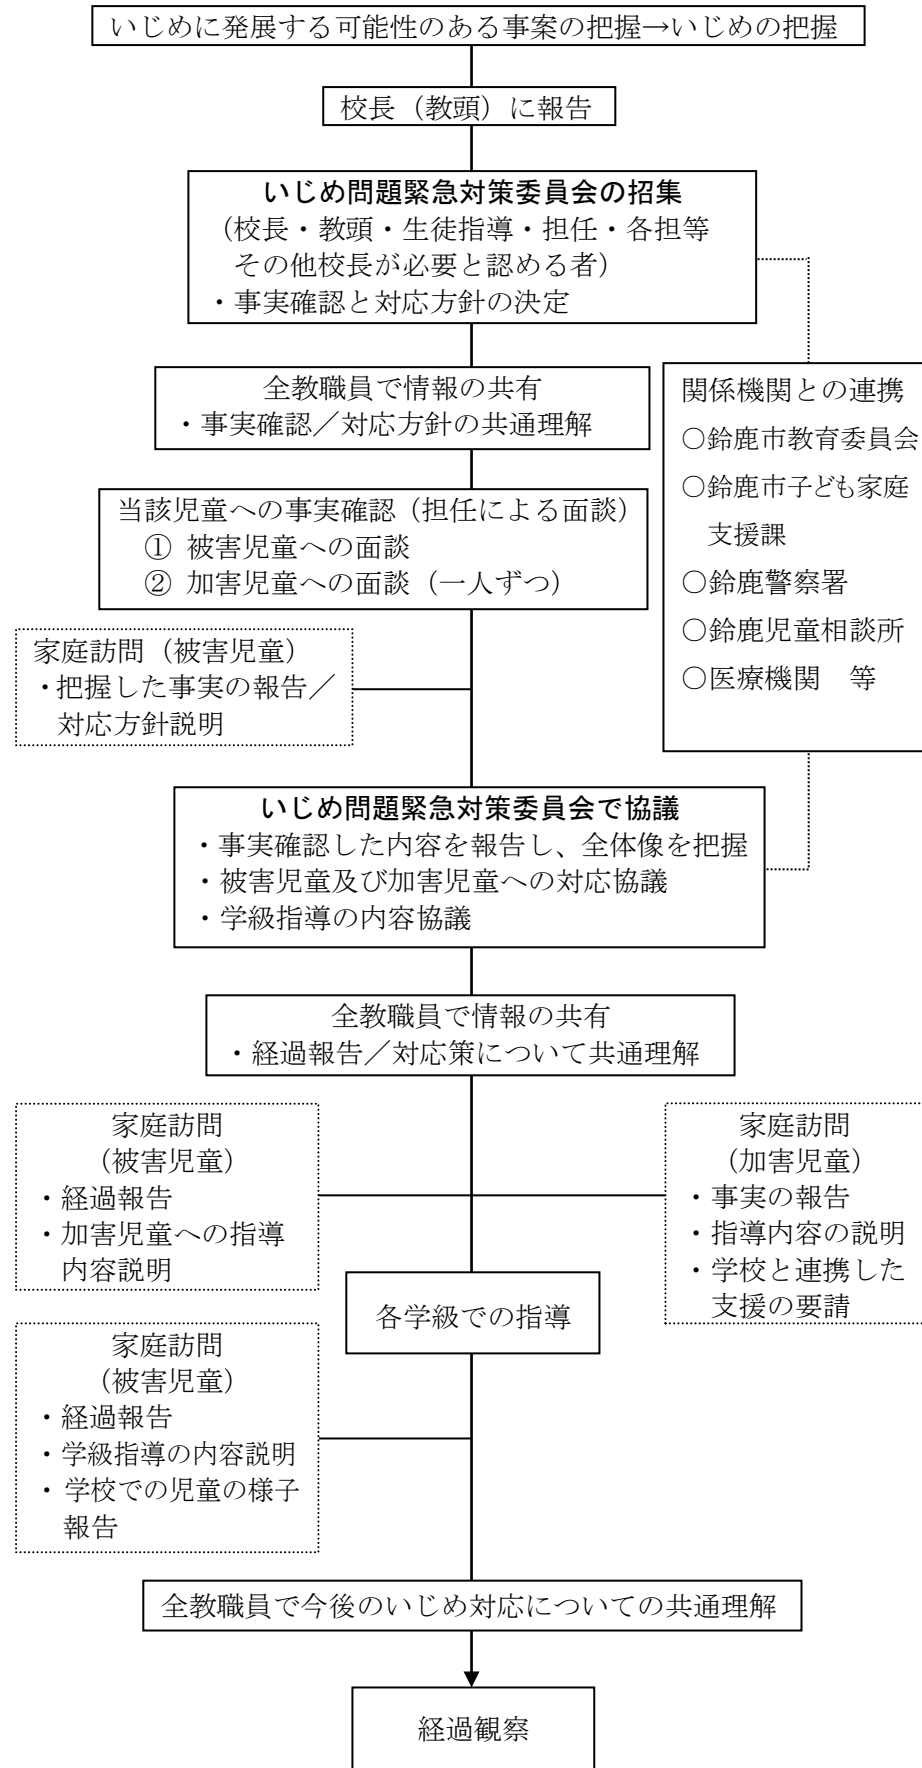 いじめに発展する可能性のある事案の把握→いじめの把握
校長（教頭）に報告
いじめ問題緊急対策委員会の招集
（校長・教頭・生徒指導・担任・各担等
その他校長が必要と認める者）
・事実確認と対応方針の決定
全教職員で情報の共有
・事実確認／対応方針の共通理解
関係機関との連携
○鈴鹿市教育委員会
○鈴鹿市子ども家庭
支援課
○鈴鹿警察署
○鈴鹿児童相談所
○医療機関　等
当該児童への事実確認（担任による面談）
① 被害児童への面談
② 加害児童への面談（一人ずつ）
家庭訪問（被害児童）
・把握した事実の報告／
対応方針説明
いじめ問題緊急対策委員会で協議
・事実確認した内容を報告し、全体像を把握
・被害児童及び加害児童への対応協議
・学級指導の内容協議
全教職員で情報の共有
・経過報告／対応策について共通理解
家庭訪問
（被害児童）
・経過報告
・加害児童への指導
内容説明
家庭訪問
（加害児童）
・事実の報告
・指導内容の説明
・学校と連携した
支援の要請
各学級での指導
家庭訪問
（被害児童）
・経過報告
・学級指導の内容説明
・学校での児童の様子
報告
全教職員で今後のいじめ対応についての共通理解
経過観察